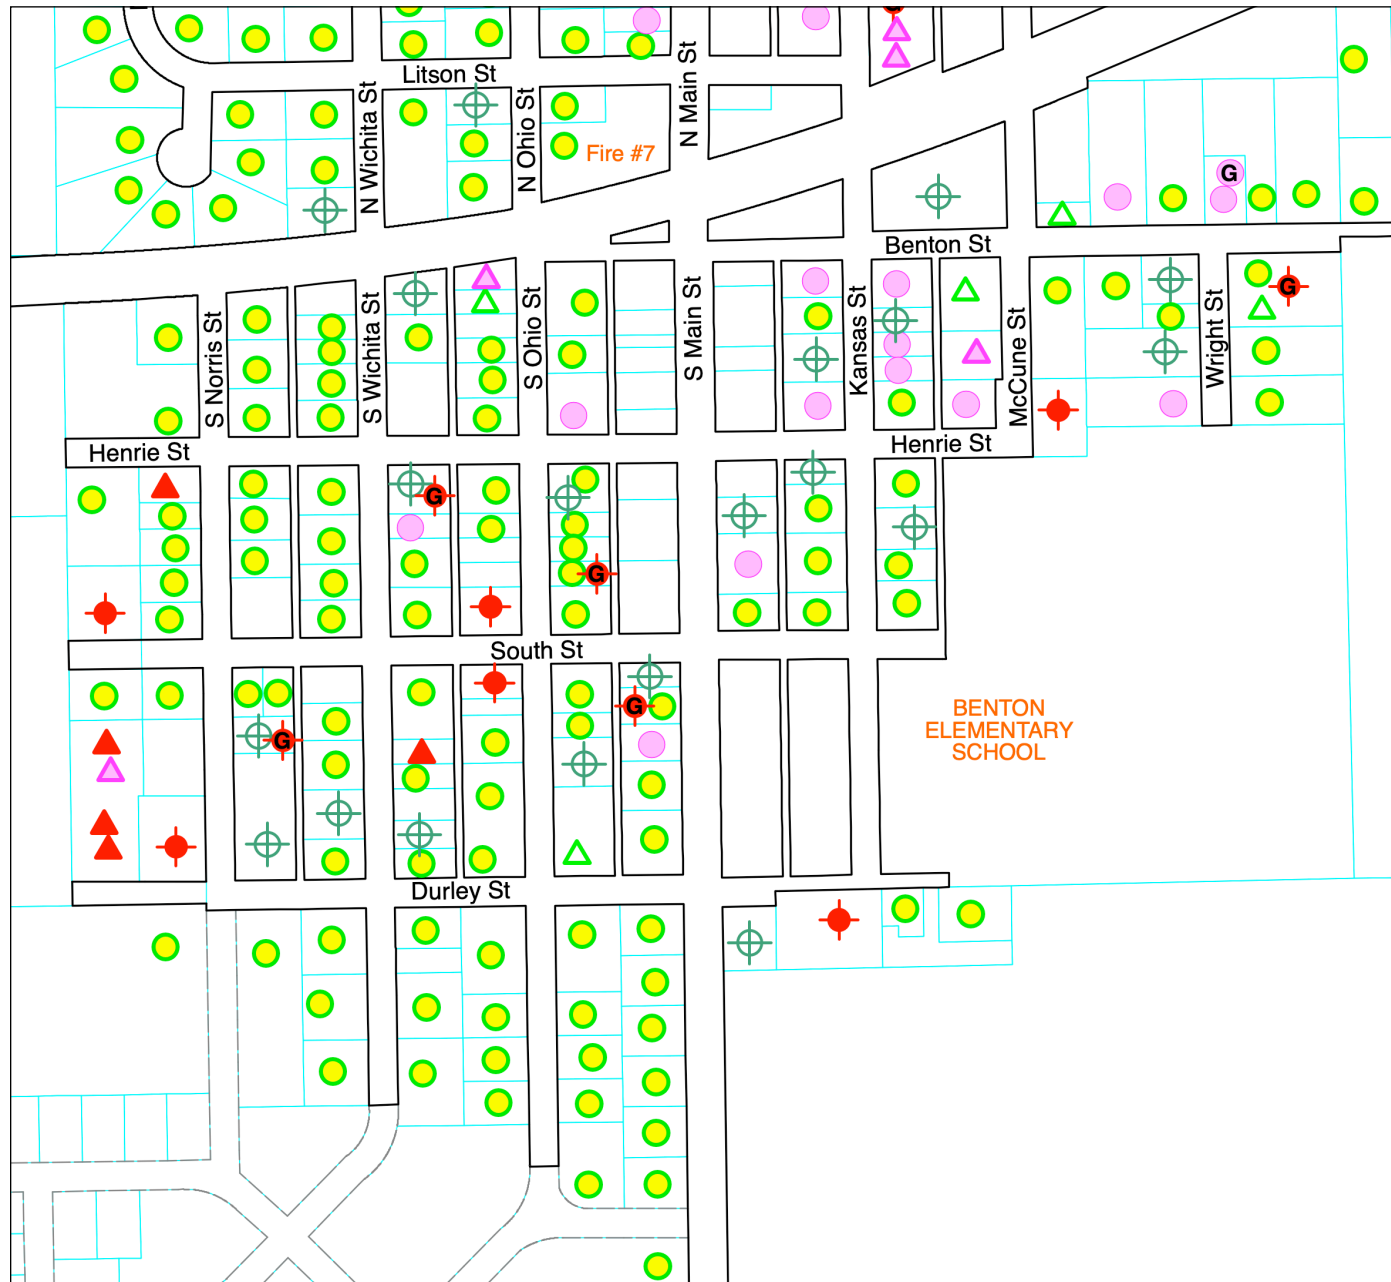 Litson St
N Wichita St
N Ohio St
N Main St
Fire #7
G
Benton St
G
S Norris St
S Wichita St
S Ohio St
S Main St
Kansas St
McCune St
Wright St
Henrie St
Henrie St
G
G
South St
G
G
BENTON
ELEMENTARY
SCHOOL
Durley St